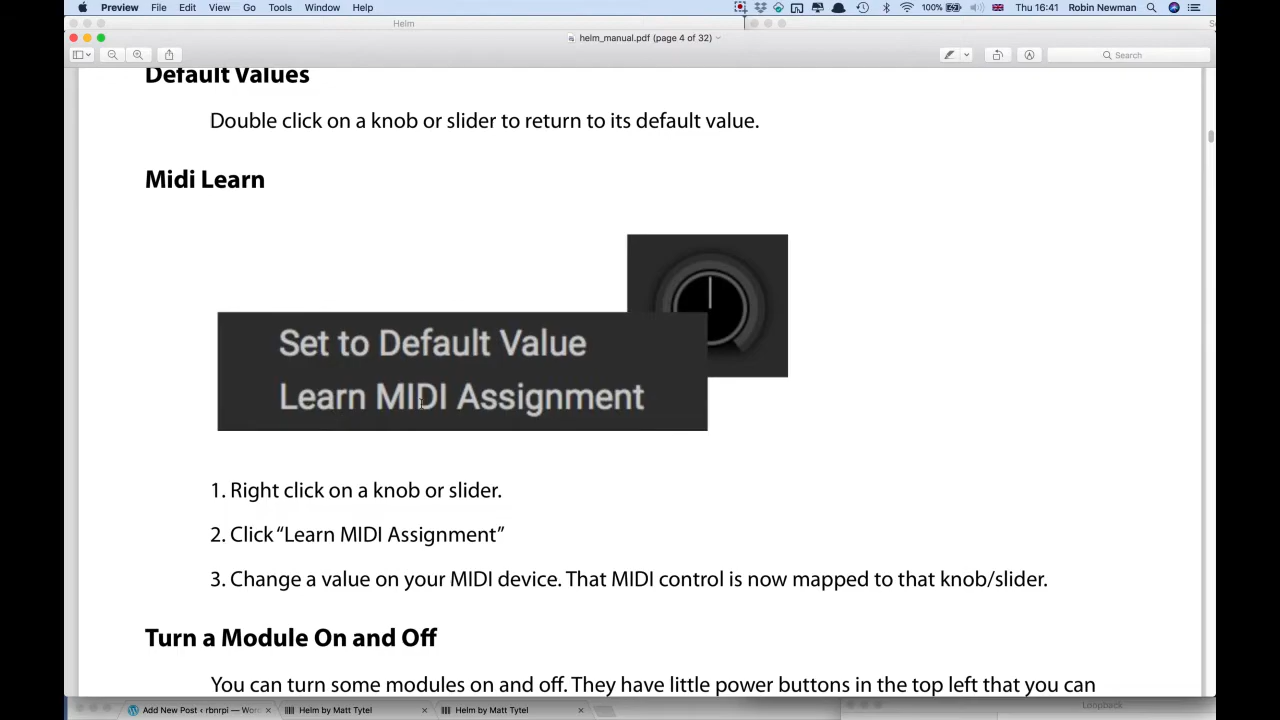 Preview File Edit View Go Tools Window Help 100% Thu 16:41 Robin Newman
Helm
helm_manual.pdf (page 4 of 32)
Search
Default Values
Double click on a knob or slider to return to its default value.
Midi Learn
Set to Default Value
Learn MIDI Assignment
1. Right click on a knob or slider.
2. Click “Learn MIDI Assignment”
3. Change a value on your MIDI device. That MIDI control is now mapped to that knob/slider.
Turn a Module On and Off
You can turn some modules on and off. They have little power buttons in the top left that you can
Add New Post ‹ rbnrpi — Wor Helm by Matt Tytel Helm by Matt Tytel Loopback